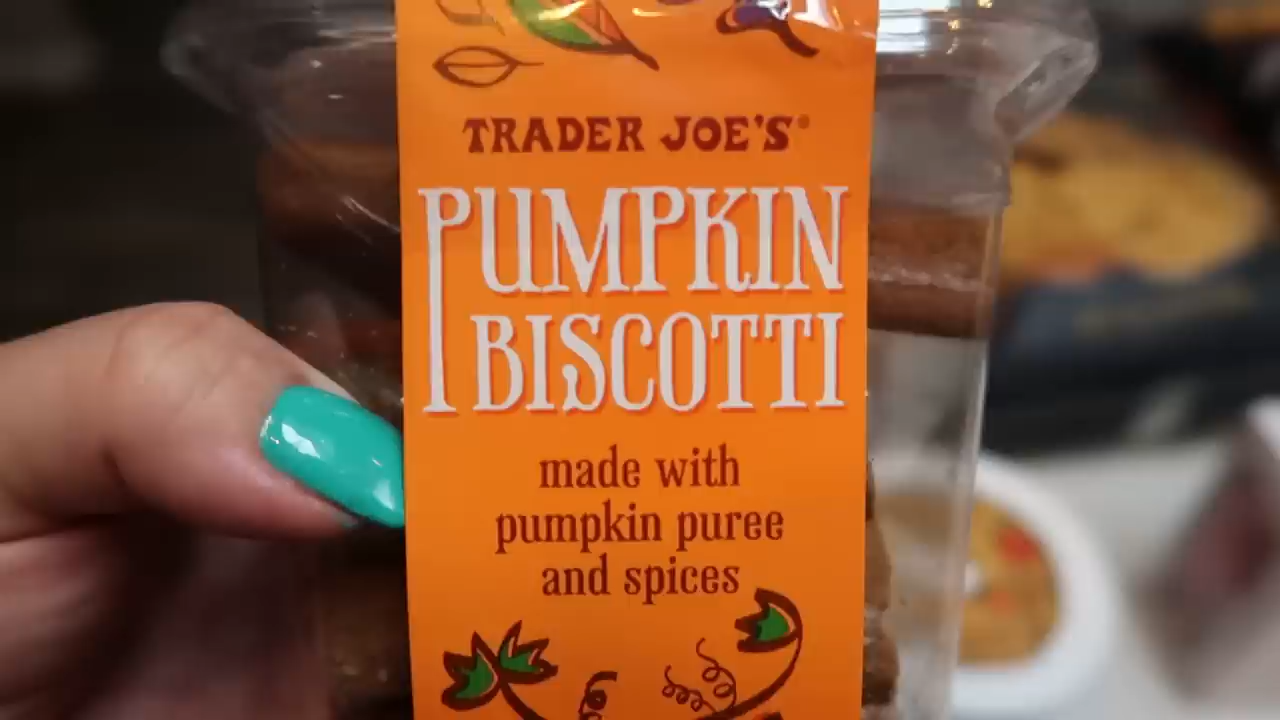 TRADER JOE'S®
PUMPKIN
BISCOTTI
made with
pumpkin puree
and spices